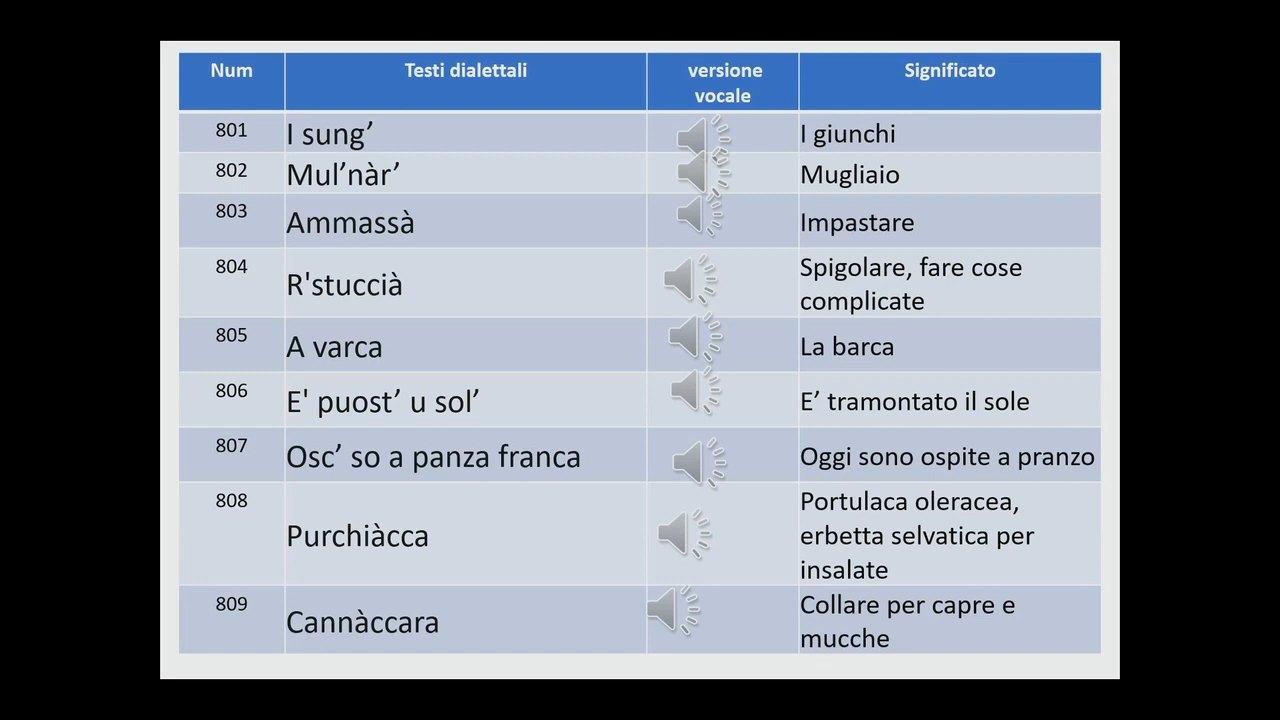 Num Testi dialettali versione vocale Significato
801 I sung’ I giunchi
802 Mul’nàr’ Mugliaio
803 Ammassà Impastare
804 R'stuccià Spigolare, fare cose
complicate
805 A varca La barca
806 E' puost’ u sol’ E’ tramontato il sole
807 Osc’ so a panza franca Oggi sono ospite a pranzo
808 Purchiàcca Portulaca oleracea,
erbetta selvatica per
insalate
809 Cannàccara Collare per capre e
mucche